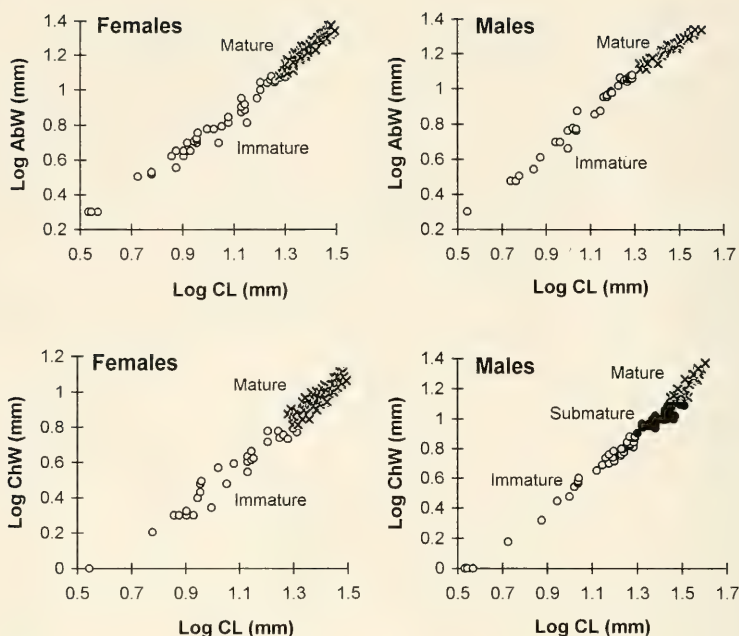 Females
Log AbW (mm)
1.4
1.2
1
0.8
0.6
0.4
0.2
Mature
Immature
0.5 0.7 0.9 1.1 1.3 1.5
Log CL (mm)
Males
Log AbW (mm)
1.4
1.2
1
0.8
0.6
0.4
0.2
Mature
Immature
0.5 0.7 0.9 1.1 1.3 1.5 1.7
Log CL (mm)
Females
Log ChW (mm)
1.2
1
0.8
0.6
0.4
0.2
0
Mature
Immature
0.5 0.7 0.9 1.1 1.3 1.5
Log CL (mm)
Males
Log ChW (mm)
1.4
1.2
1
0.8
0.6
0.4
0.2
0
Mature
Submature
Immature
0.5 0.7 0.9 1.1 1.3 1.5 1.7
Log CL (mm)